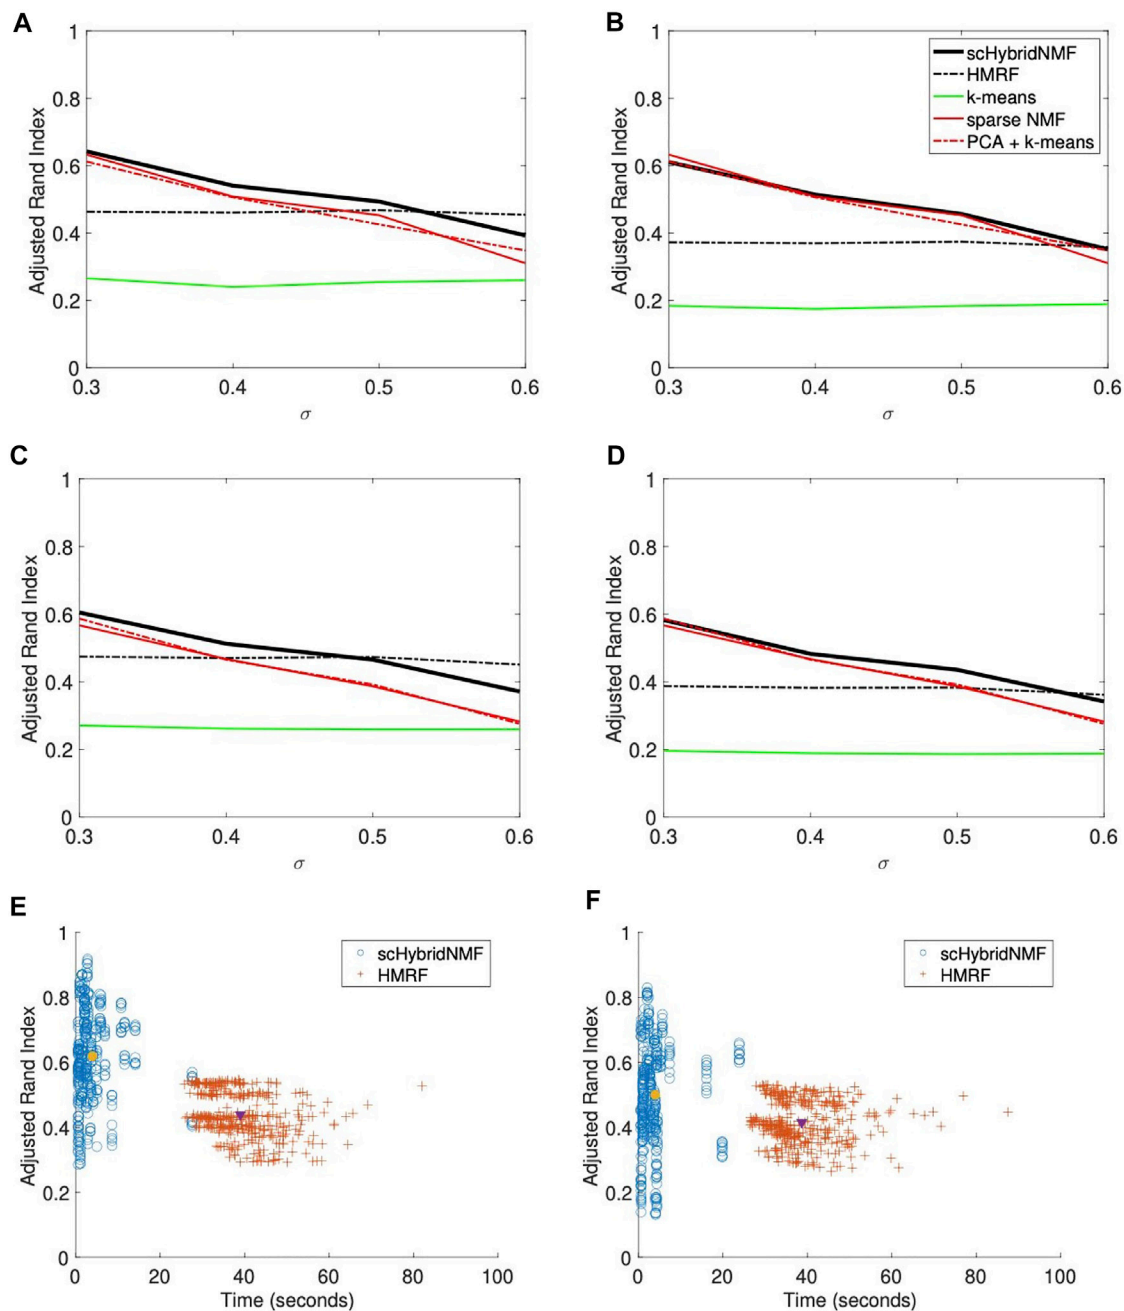 A
1
0.8
0.6
0.4
0.2
0
0.3
0.4
0.5
0.6
Adjusted Rand Index
σ
B
1
0.8
0.6
0.4
0.2
0
0.3
0.4
0.5
0.6
Adjusted Rand Index
σ
scHybridNMF
HMRF
k-means
sparse NMF
PCA + k-means
C
1
0.8
0.6
0.4
0.2
0
0.3
0.4
0.5
0.6
Adjusted Rand Index
σ
D
1
0.8
0.6
0.4
0.2
0
0.3
0.4
0.5
0.6
Adjusted Rand Index
σ
E
1
0.8
0.6
0.4
0.2
0
0
20
40
60
80
100
Adjusted Rand Index
Time (seconds)
scHybridNMF
HMRF
F
1
0.8
0.6
0.4
0.2
0
0
20
40
60
80
100
Adjusted Rand Index
Time (seconds)
scHybridNMF
HMRF